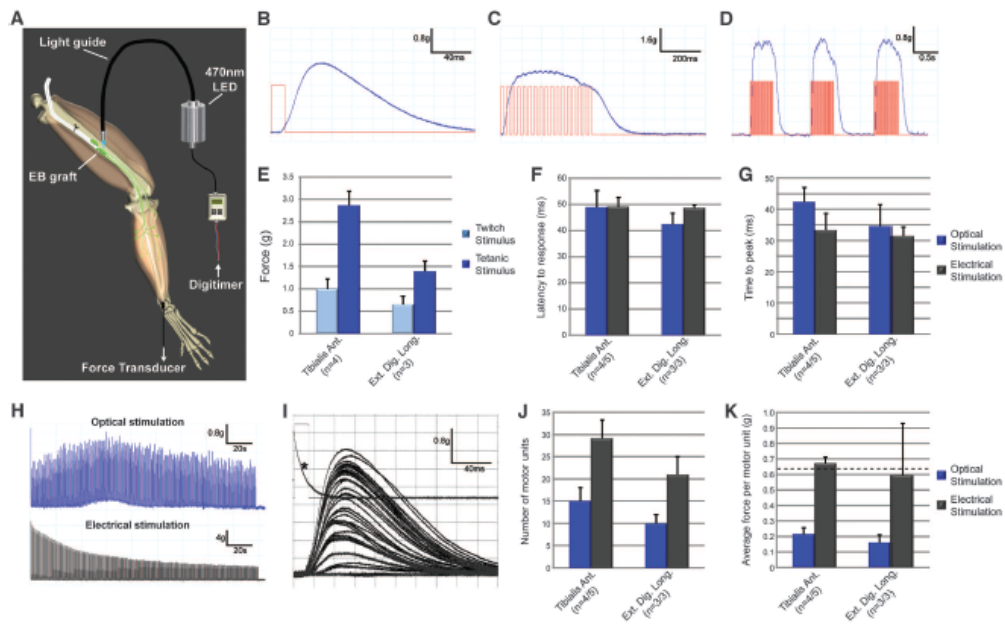 A
Light guide
470nm
LED
EB graft
Digitimer
Force Transducer
B
0.8g
40ms
C
1.6g
200ms
D
0.8g
0.5s
E
Force (g)
3.5
3.0
2.5
2.0
1.5
1.0
0.5
0
Tibialis Ant.
(n=4)
Ext. Dig. Long.
(n=3)
Twitch
Stimulus
Tetanic
Stimulus
F
Latency to response (ms)
60
50
40
30
20
10
0
Tibialis Ant.
(n=4/5)
Ext. Dig. Long.
(n=3/3)
G
Time to peak (ms)
50
40
30
20
10
0
Tibialis Ant.
(n=4/5)
Ext. Dig. Long.
(n=3/3)
Optical
Stimulation
Electrical
Stimulation
H
Optical stimulation
0.8g
20s
Electrical stimulation
4g
20s
I
*
0.8g
40ms
J
Number of motor units
35
30
25
20
15
10
5
0
Tibialis Ant.
(n=4/5)
Ext. Dig. Long.
(n=3/3)
K
Average force per motor unit (g)
1.0
0.9
0.8
0.7
0.6
0.5
0.4
0.3
0.2
0.1
0
Tibialis Ant.
(n=4/5)
Ext. Dig. Long.
(n=3/3)
Optical
Stimulation
Electrical
Stimulation